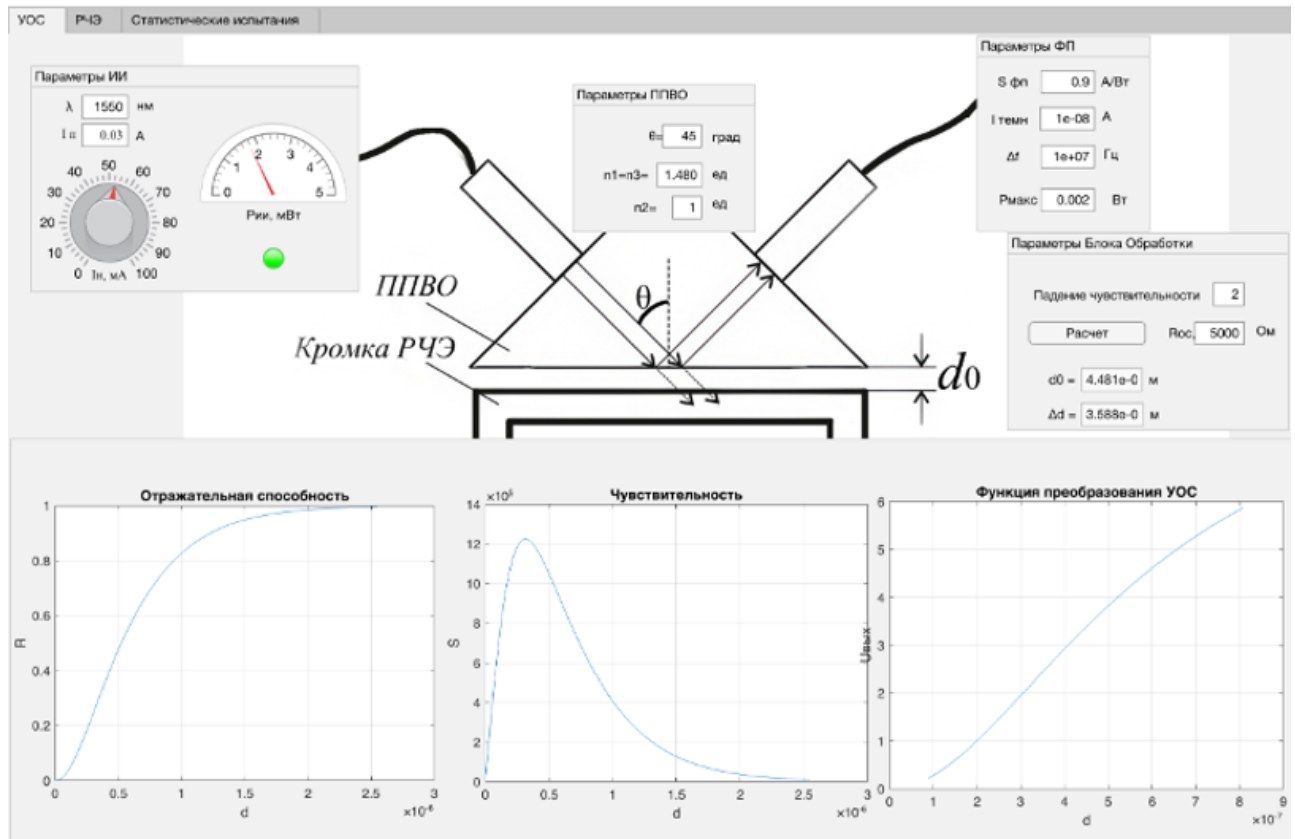 УОС РЧЭ Статистические испытания
Параметры ИИ
λ 1550 нм
I н 0.03 А
0 10 20 30 40 50 60 70 80 90 100
Iн, мА
0 1 2 3 4 5
Pии, мВт
Параметры ППВО
θ= 45 град
n1=n3= 1.480 ед
n2= 1 ед
Параметры ФП
S фп 0.9 А/Вт
I темн 1e-08 А
Δf 1e+07 Гц
Pмакс 0.002 Вт
Параметры Блока Обработки
Падение чувствительности 2
Расчет Rос, 5000 Ом
d0 = 4.481e-0 м
Δd = 3.588e-0 м
ППВО
θ
Кромка РЧЭ
d0
Отражательная способность
R
1
0.8
0.6
0.4
0.2
0
0 0.5 1 1.5 2 2.5 3
d ×10⁻⁶
Чувствительность
×10⁵
S
14
12
10
8
6
4
2
0
0 0.5 1 1.5 2 2.5 3
d ×10⁻⁶
Функция преобразования УОС
Uвых
6
5
4
3
2
1
0
0 1 2 3 4 5 6 7 8 9
d ×10⁻⁷